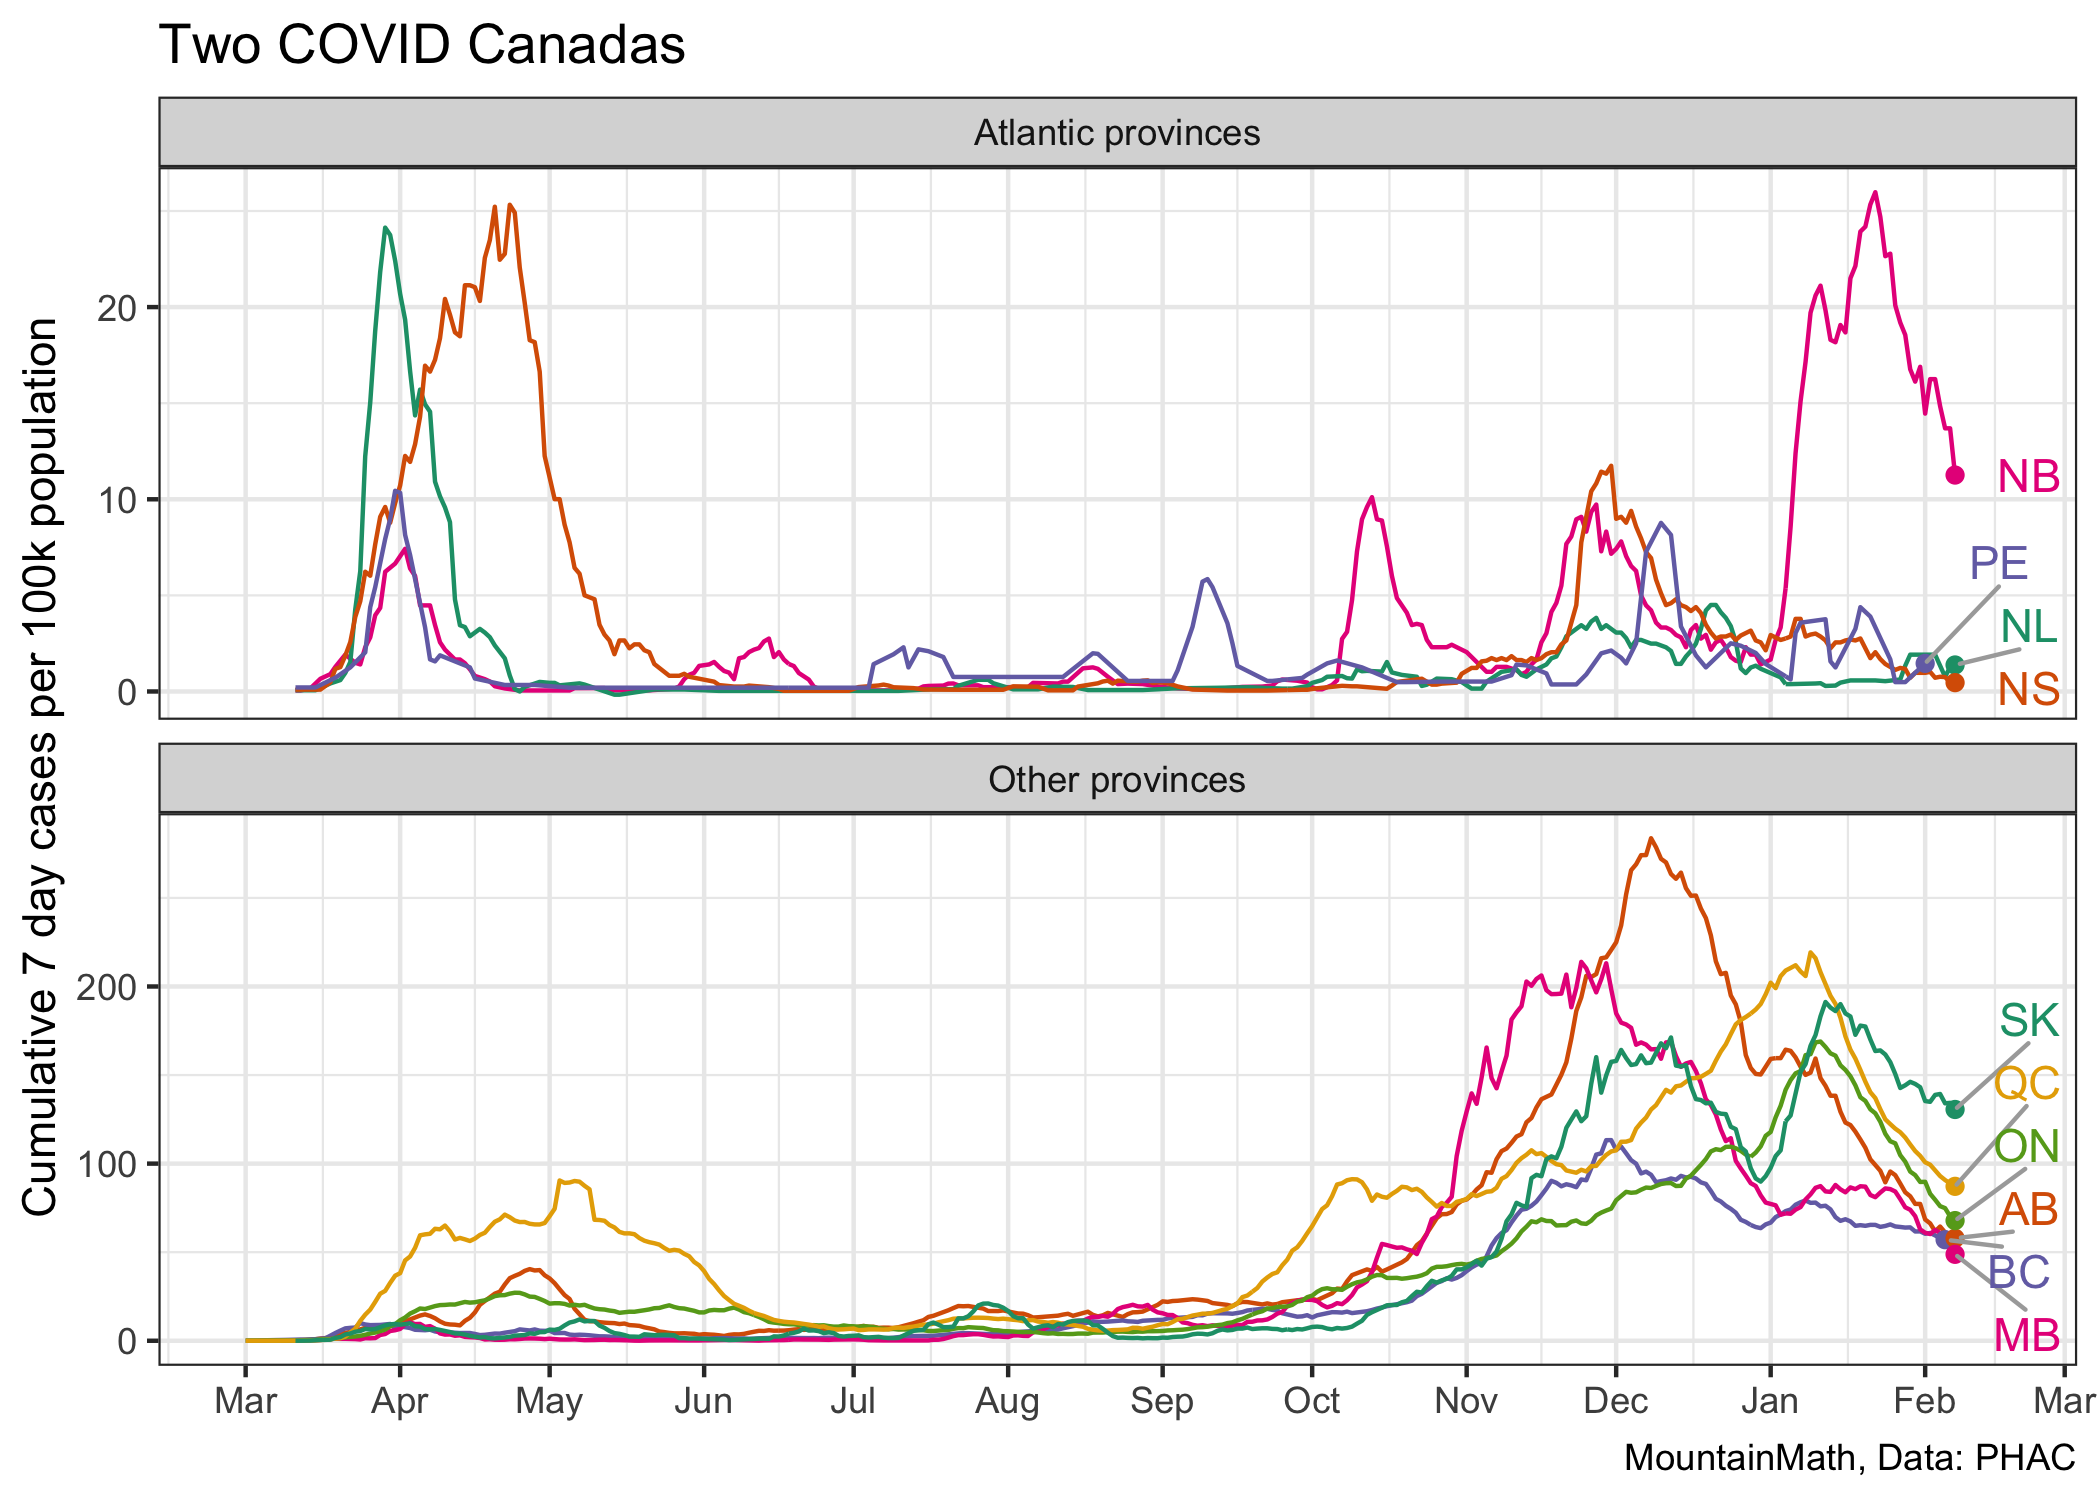 Two COVID Canadas
Atlantic provinces
20
10
0
NB
PE
NL
NS
Cumulative 7 day cases per 100k population
Other provinces
200
100
0
SK
QC
ON
AB
BC
MB
Mar Apr May Jun Jul Aug Sep Oct Nov Dec Jan Feb Mar
MountainMath, Data: PHAC